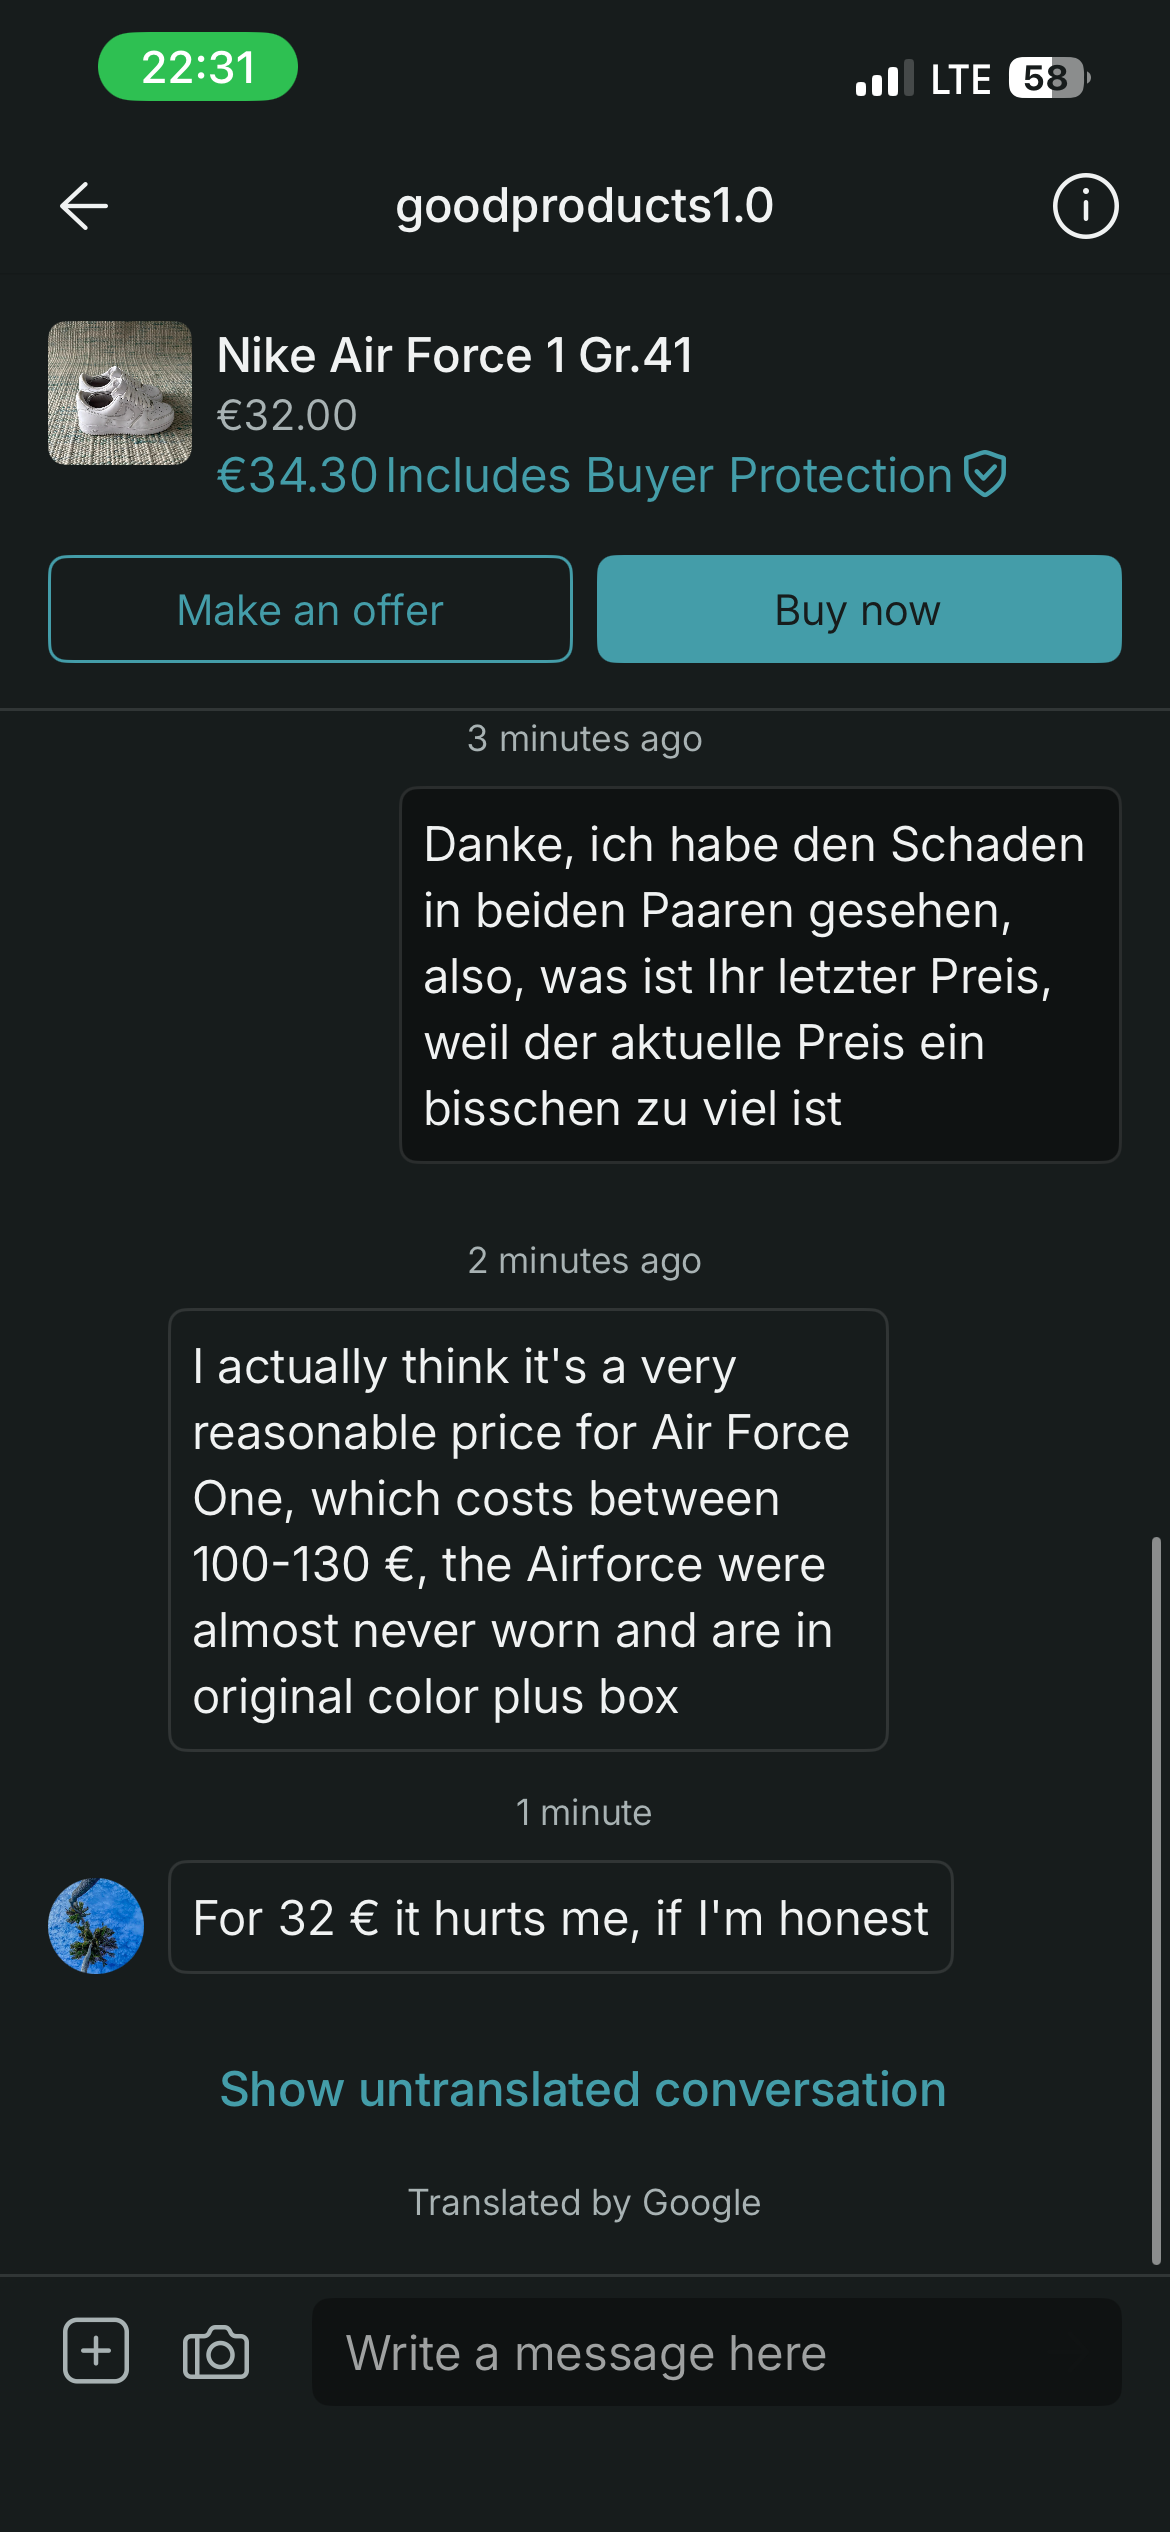 22:31
LTE 58
goodproducts1.0
Nike Air Force 1 Gr.41
€32.00
€34.30 Includes Buyer Protection
Make an offer
Buy now
3 minutes ago
Danke, ich habe den Schaden
in beiden Paaren gesehen,
also, was ist Ihr letzter Preis,
weil der aktuelle Preis ein
bisschen zu viel ist
2 minutes ago
I actually think it's a very
reasonable price for Air Force
One, which costs between
100-130 €, the Airforce were
almost never worn and are in
original color plus box
1 minute
For 32 € it hurts me, if I'm honest
Show untranslated conversation
Translated by Google
Write a message here